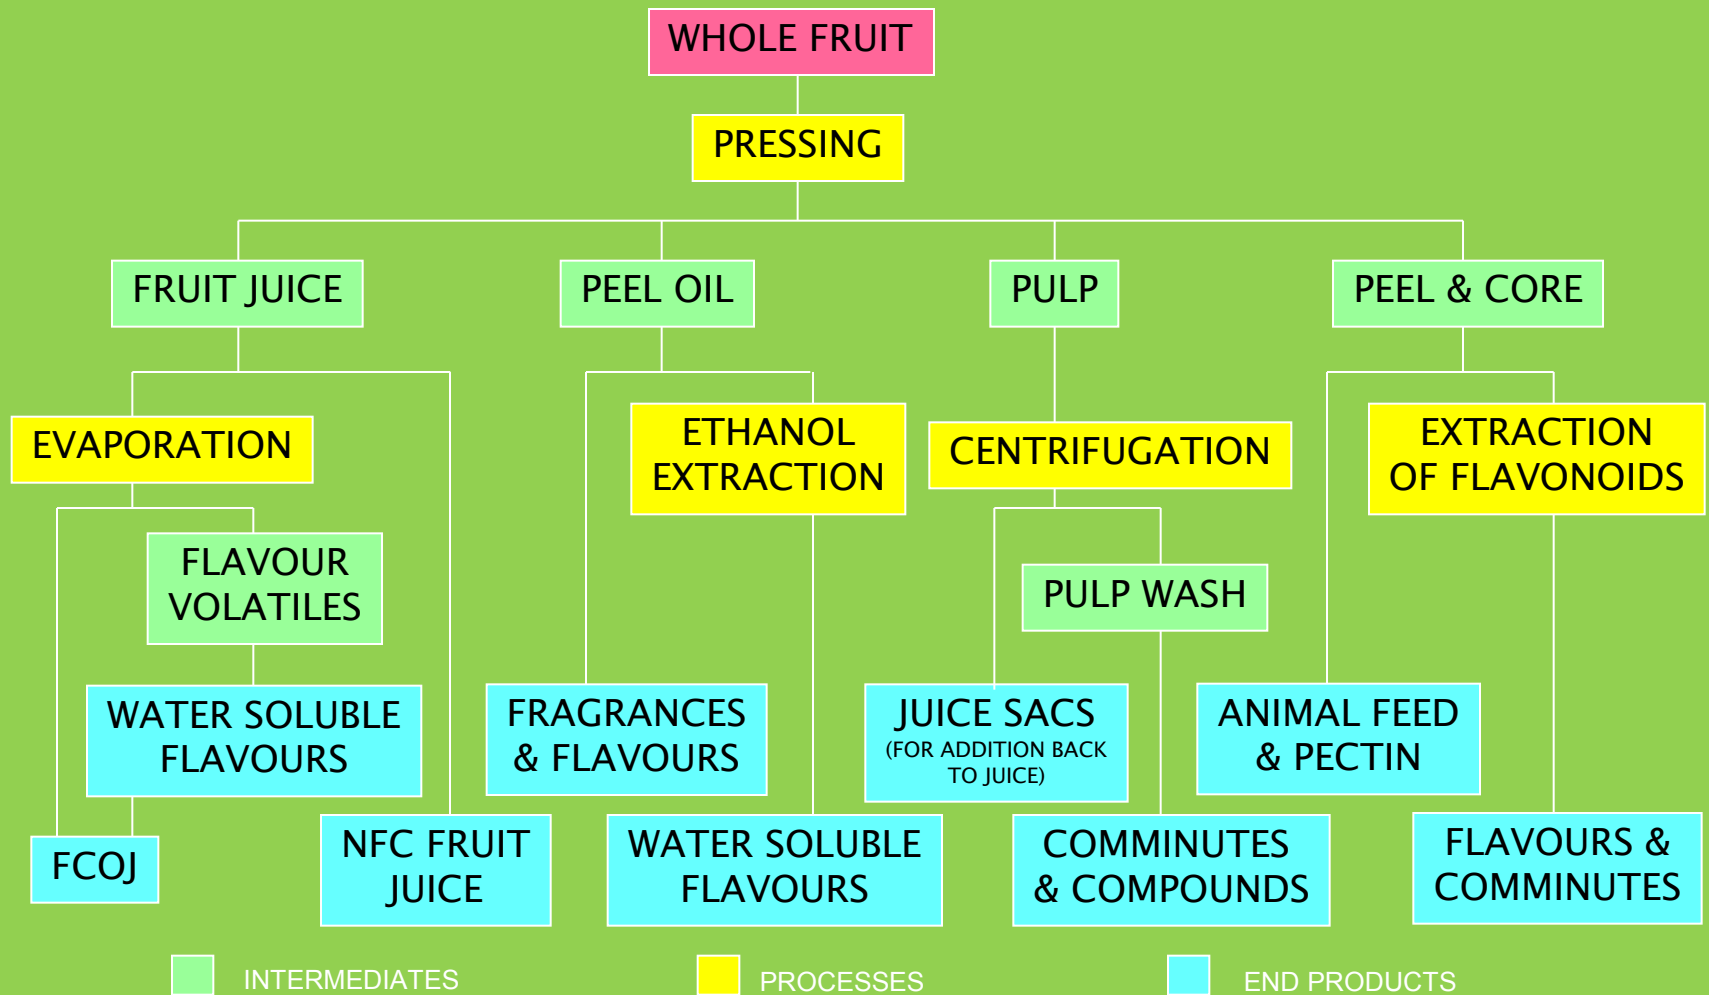 WHOLE FRUIT
PRESSING
FRUIT JUICE
PEEL OIL
PULP
PEEL & CORE
EVAPORATION
ETHANOL
EXTRACTION
CENTRIFUGATION
EXTRACTION
OF FLAVONOIDS
FLAVOUR
VOLATILES
PULP WASH
WATER SOLUBLE
FLAVOURS
FRAGRANCES
& FLAVOURS
JUICE SACS
(FOR ADDITION BACK
TO JUICE)
ANIMAL FEED
& PECTIN
FCOJ
NFC FRUIT
JUICE
WATER SOLUBLE
FLAVOURS
COMMINUTES
& COMPOUNDS
FLAVOURS &
COMMINUTES
INTERMEDIATES
PROCESSES
END PRODUCTS